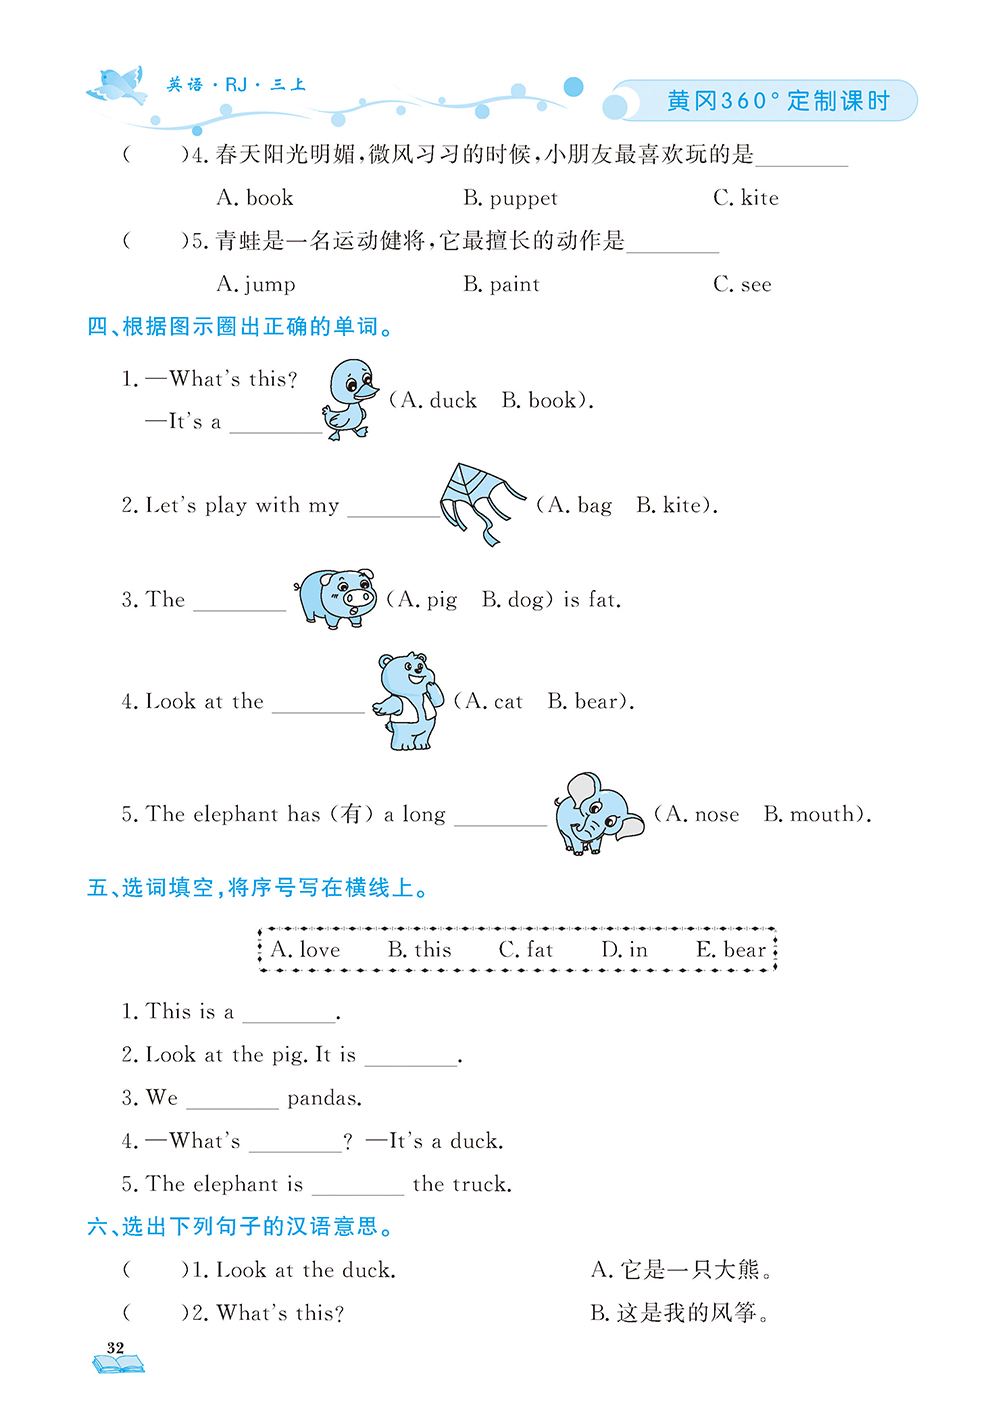 英语·RJ·三上
黄冈360°定制课时
(　　)4. 春天阳光明媚,微风习习的时候,小朋友最喜欢玩的是________
A. book　B. puppet　C. kite
(　　)5. 青蛙是一名运动健将,它最擅长的动作是________
A. jump　B. paint　C. see
四、根据图示圈出正确的单词。
1. —What's this?
—It's a ________ (A. duck　B. book).
2. Let's play with my ________ (A. bag　B. kite).
3. The ________ (A. pig　B. dog) is fat.
4. Look at the ________ (A. cat　B. bear).
5. The elephant has (有) a long ________ (A. nose　B. mouth).
五、选词填空,将序号写在横线上。
A. love　B. this　C. fat　D. in　E. bear
1. This is a ________.
2. Look at the pig. It is ________.
3. We ________ pandas.
4. —What's ________? —It's a duck.
5. The elephant is ________ the truck.
六、选出下列句子的汉语意思。
(　　)1. Look at the duck.　A. 它是一只大熊。
(　　)2. What's this?　B. 这是我的风筝。
32